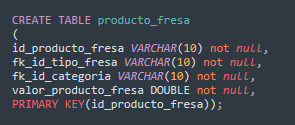 CREATE TABLE producto_fresa
(
id_producto_fresa VARCHAR(10) not null,
fk_id_tipo_fresa VARCHAR(10) not null,
fk_id_categoria VARCHAR(10) not null,
valor_producto_fresa DOUBLE not null,
PRIMARY KEY(id_producto_fresa));